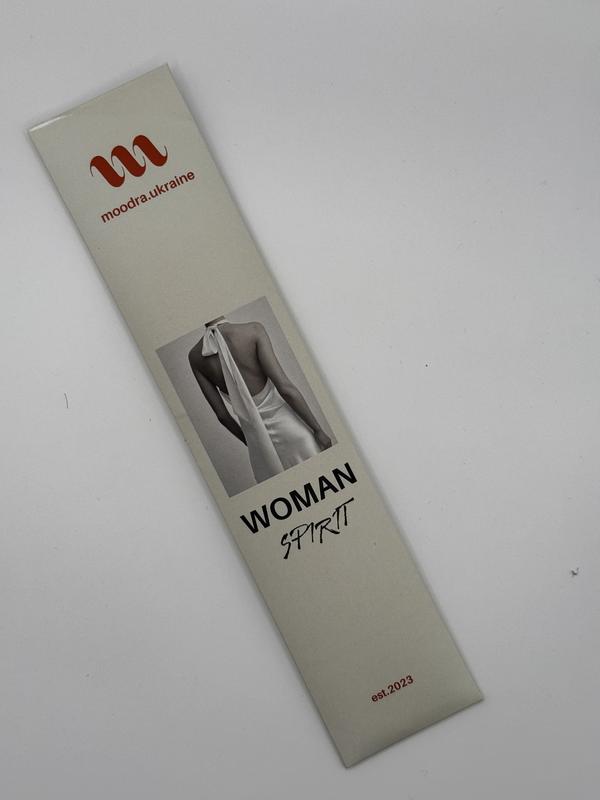 m
moodra.ukraine
WOMAN
SPIRIT
est.2023